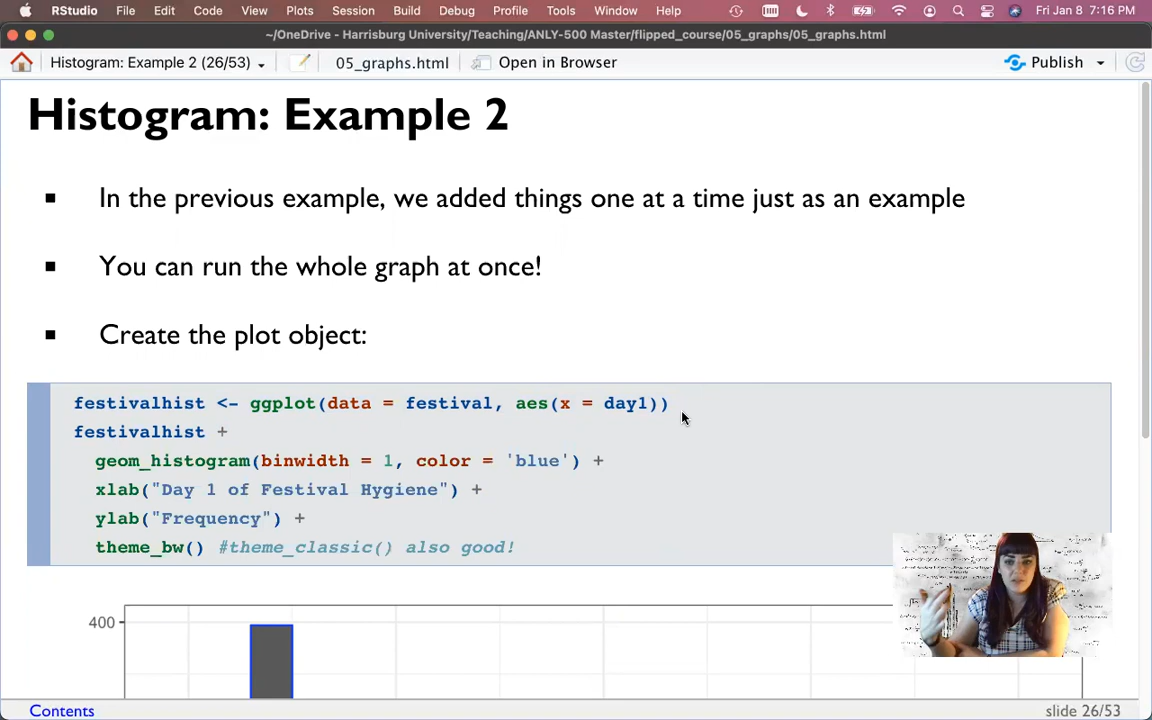 RStudio File Edit Code View Plots Session Build Debug Profile Tools Window Help Fri Jan 8 7:16 PM
~/OneDrive - Harrisburg University/Teaching/ANLY-500 Master/flipped_course/05_graphs/05_graphs.html
Histogram: Example 2 (26/53) 05_graphs.html Open in Browser Publish
Histogram: Example 2
▪ In the previous example, we added things one at a time just as an example
▪ You can run the whole graph at once!
▪ Create the plot object:
festivalhist <- ggplot(data = festival, aes(x = day1))
festivalhist +
geom_histogram(binwidth = 1, color = 'blue') +
xlab("Day 1 of Festival Hygiene") +
ylab("Frequency") +
theme_bw() #theme_classic() also good!
400
Contents slide 26/53